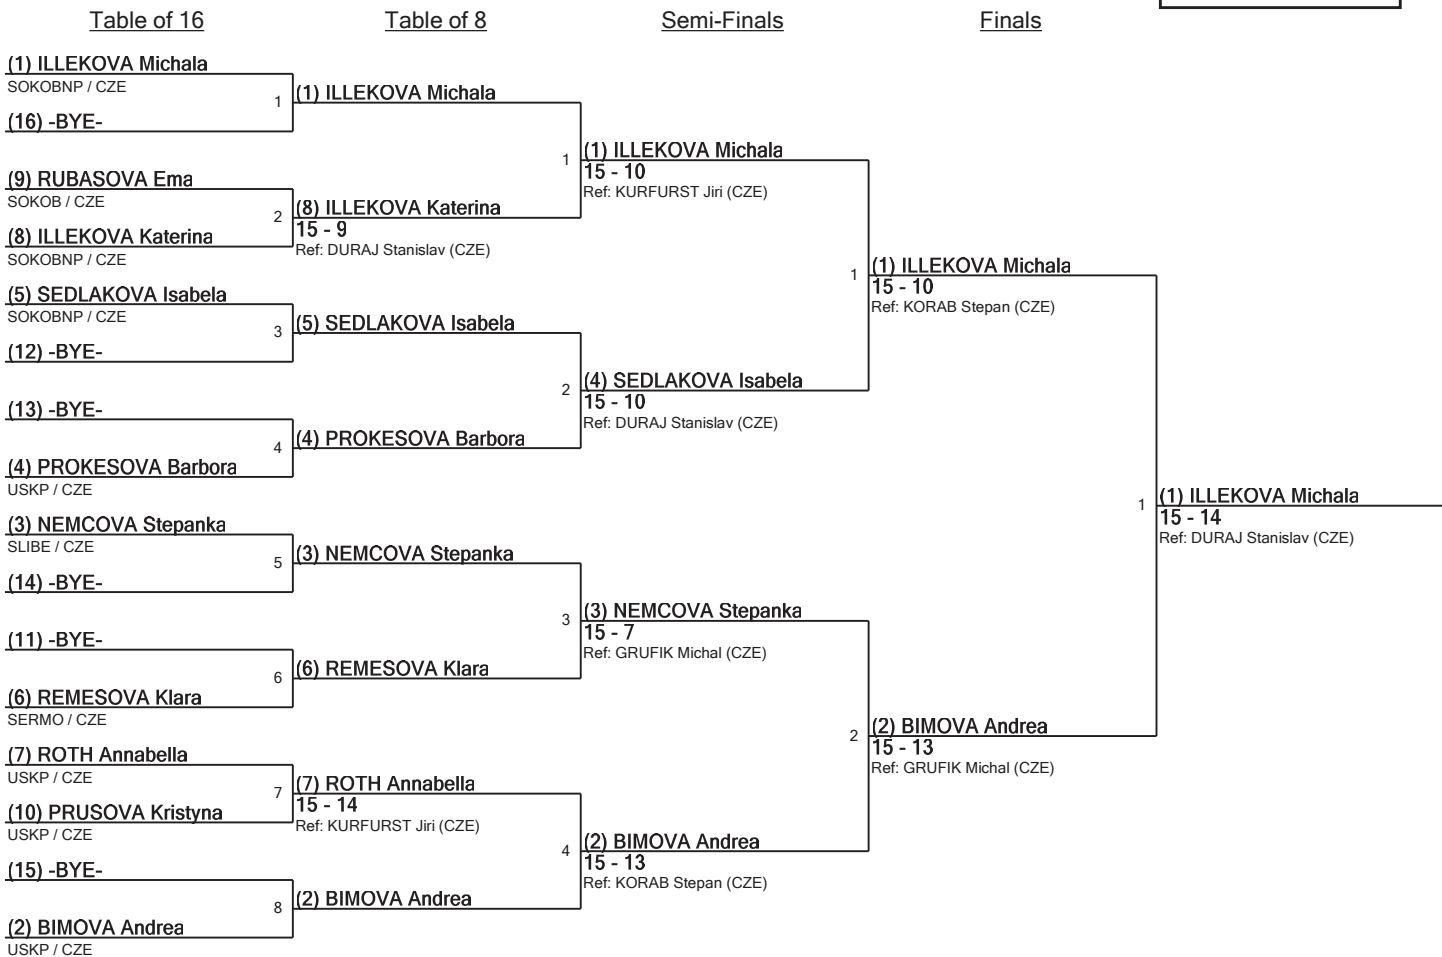 Table of 16
Table of 8
Semi-Finals
Finals
(1) ILLEKOVA Michala
SOKOBNP / CZE
1
(16) -BYE-
(9) RUBASOVA Ema
SOKOB / CZE
2
(8) ILLEKOVA Katerina
SOKOBNP / CZE
(5) SEDLAKOVA Isabela
SOKOBNP / CZE
3
(12) -BYE-
(13) -BYE-
4
(4) PROKESOVA Barbora
USKP / CZE
(3) NEMCOVA Stepanka
SLIBE / CZE
5
(14) -BYE-
(11) -BYE-
6
(6) REMESOVA Klara
SERMO / CZE
(7) ROTH Annabella
USKP / CZE
7
(10) PRUSOVA Kristyna
USKP / CZE
(15) -BYE-
8
(2) BIMOVA Andrea
USKP / CZE
(1) ILLEKOVA Michala
1
(8) ILLEKOVA Katerina
15 - 9
Ref: DURAJ Stanislav (CZE)
(5) SEDLAKOVA Isabela
2
(4) PROKESOVA Barbora
(3) NEMCOVA Stepanka
3
(6) REMESOVA Klara
(7) ROTH Annabella
15 - 14
Ref: KURFURST Jiri (CZE)
4
(2) BIMOVA Andrea
(1) ILLEKOVA Michala
15 - 10
Ref: KURFURST Jiri (CZE)
1
(4) SEDLAKOVA Isabela
15 - 10
Ref: DURAJ Stanislav (CZE)
(3) NEMCOVA Stepanka
15 - 7
Ref: GRUFIK Michal (CZE)
2
(2) BIMOVA Andrea
15 - 13
Ref: KORAB Stepan (CZE)
(1) ILLEKOVA Michala
15 - 10
Ref: KORAB Stepan (CZE)
1
(2) BIMOVA Andrea
15 - 13
Ref: GRUFIK Michal (CZE)
(1) ILLEKOVA Michala
15 - 14
Ref: DURAJ Stanislav (CZE)